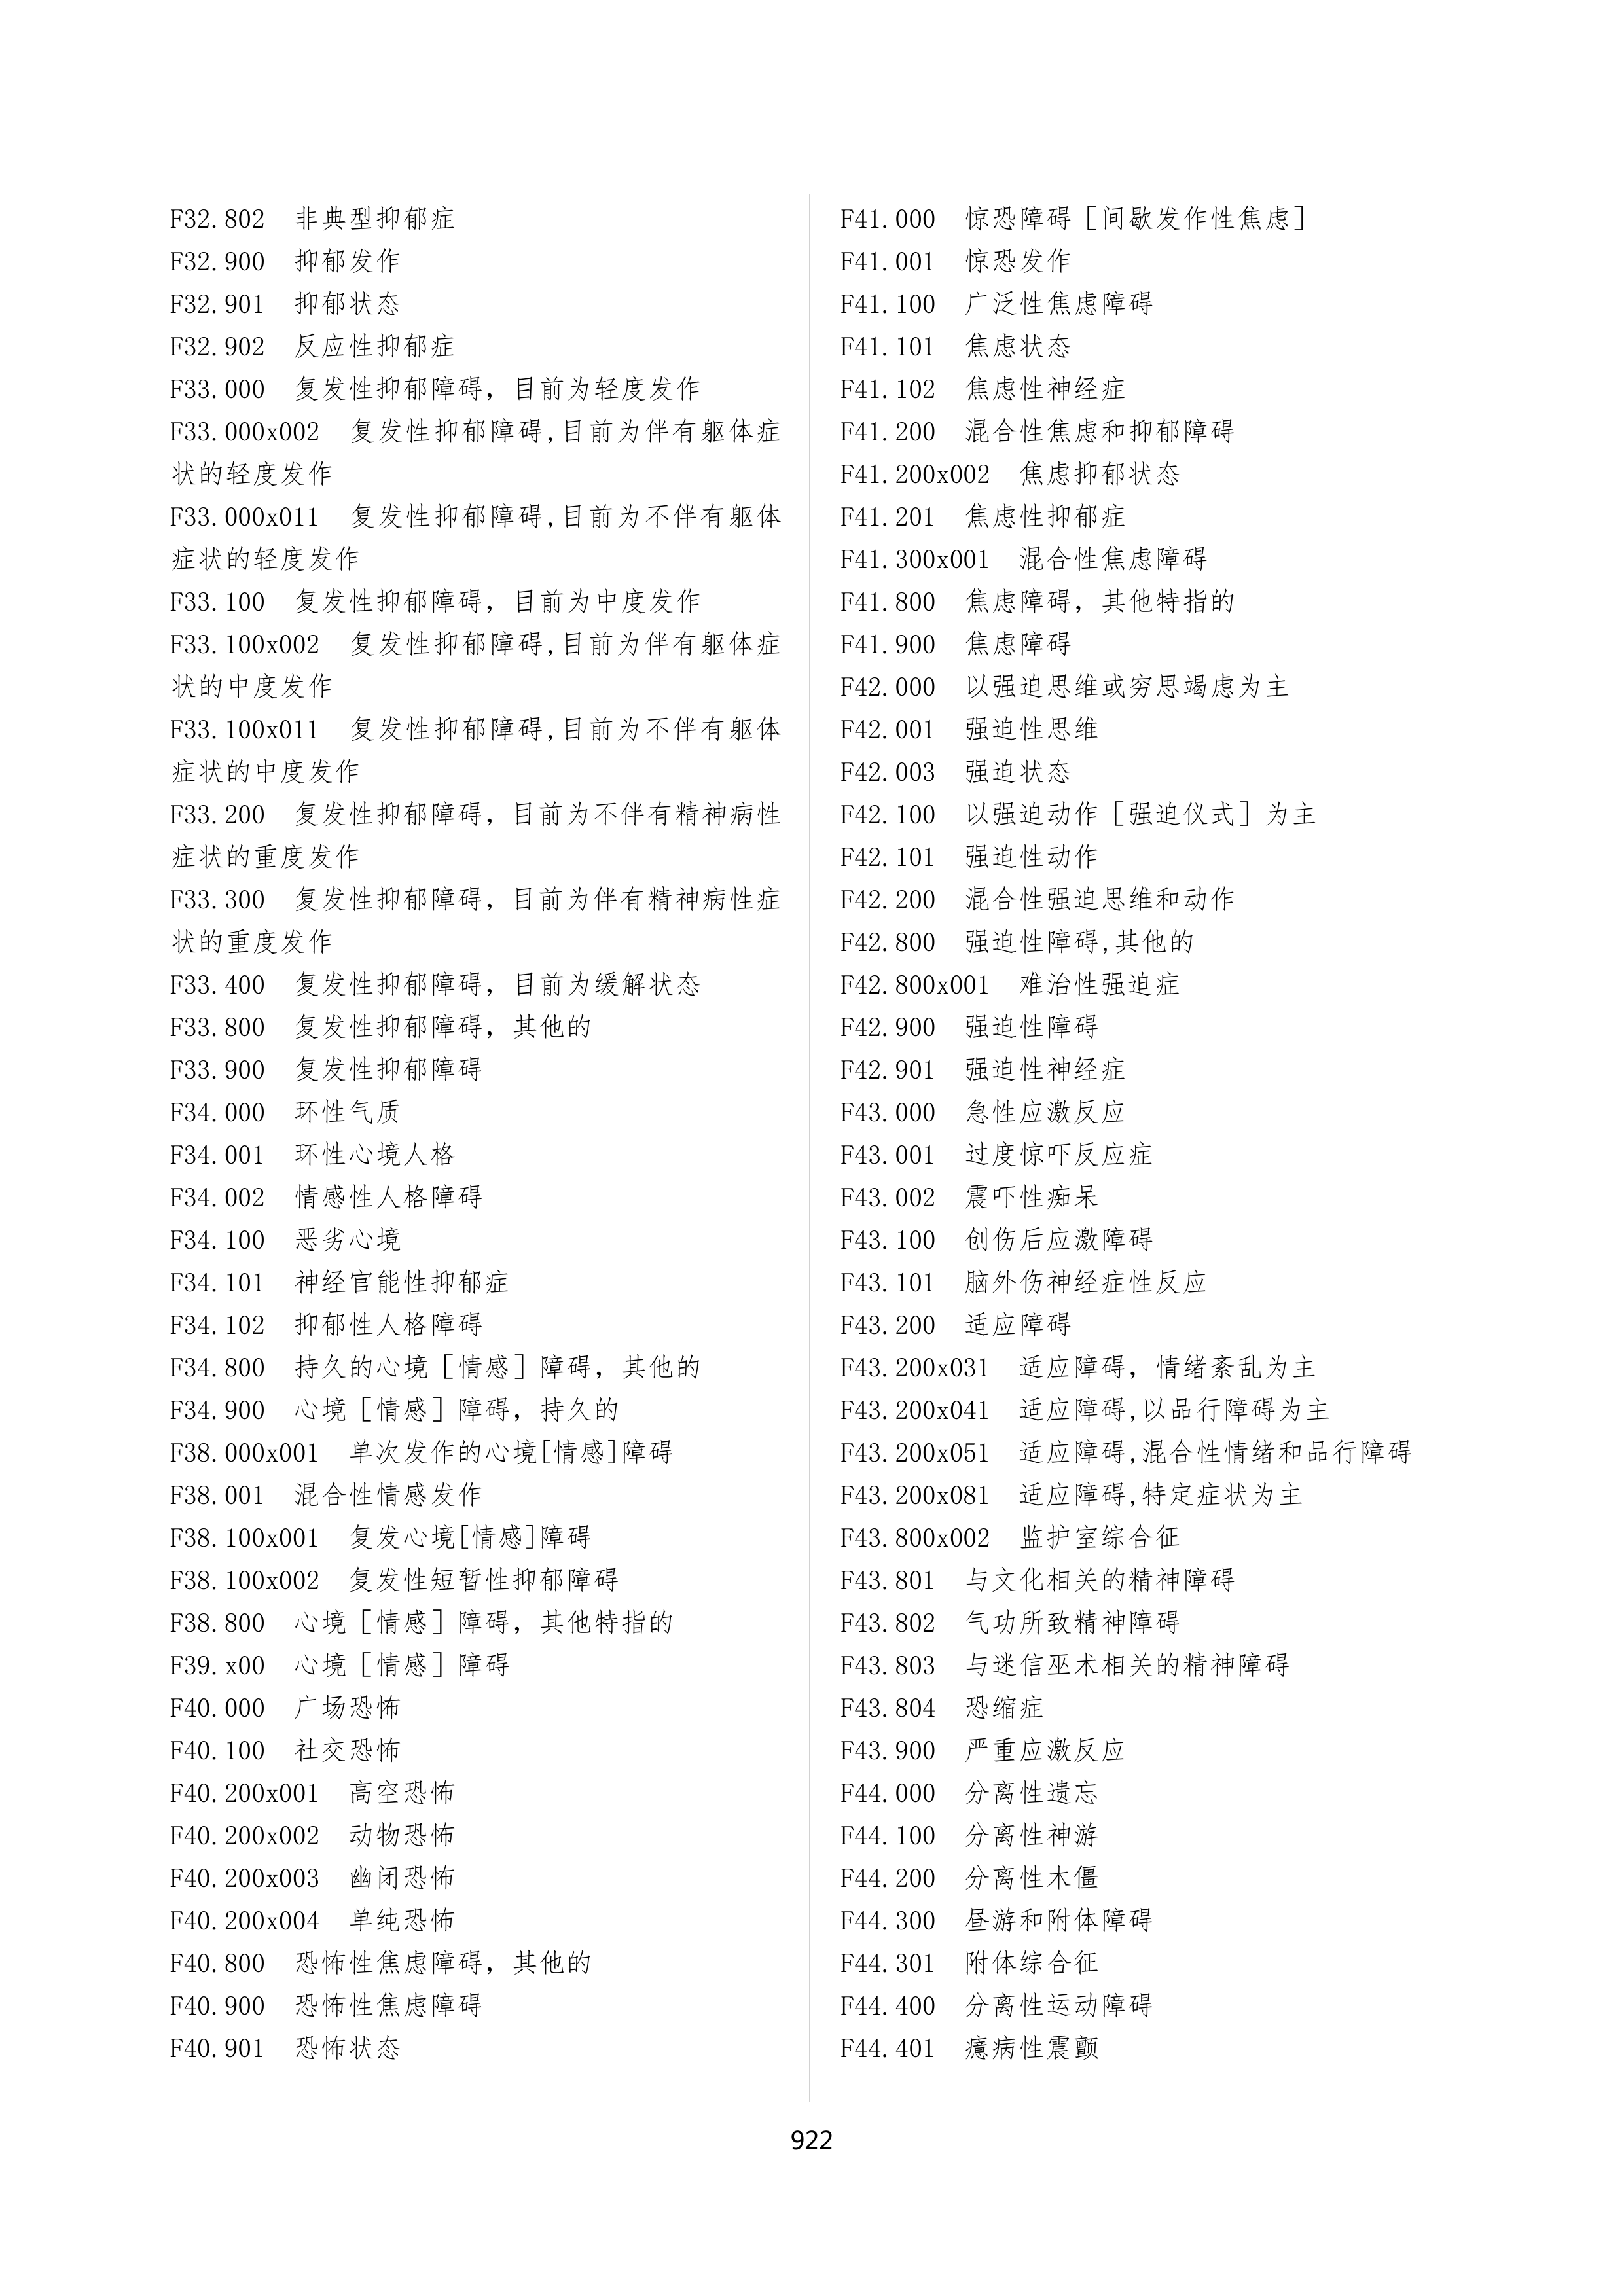 F32.802 非典型抑郁症
F32.900 抑郁发作
F32.901 抑郁状态
F32.902 反应性抑郁症
F33.000 复发性抑郁障碍，目前为轻度发作
F33.000x002 复发性抑郁障碍,目前为伴有躯体症
状的轻度发作
F33.000x011 复发性抑郁障碍,目前为不伴有躯体
症状的轻度发作
F33.100 复发性抑郁障碍，目前为中度发作
F33.100x002 复发性抑郁障碍,目前为伴有躯体症
状的中度发作
F33.100x011 复发性抑郁障碍,目前为不伴有躯体
症状的中度发作
F33.200 复发性抑郁障碍，目前为不伴有精神病性
症状的重度发作
F33.300 复发性抑郁障碍，目前为伴有精神病性症
状的重度发作
F33.400 复发性抑郁障碍，目前为缓解状态
F33.800 复发性抑郁障碍，其他的
F33.900 复发性抑郁障碍
F34.000 环性气质
F34.001 环性心境人格
F34.002 情感性人格障碍
F34.100 恶劣心境
F34.101 神经官能性抑郁症
F34.102 抑郁性人格障碍
F34.800 持久的心境［情感］障碍，其他的
F34.900 心境［情感］障碍，持久的
F38.000x001 单次发作的心境[情感]障碍
F38.001 混合性情感发作
F38.100x001 复发心境[情感]障碍
F38.100x002 复发性短暂性抑郁障碍
F38.800 心境［情感］障碍，其他特指的
F39.x00 心境［情感］障碍
F40.000 广场恐怖
F40.100 社交恐怖
F40.200x001 高空恐怖
F40.200x002 动物恐怖
F40.200x003 幽闭恐怖
F40.200x004 单纯恐怖
F40.800 恐怖性焦虑障碍，其他的
F40.900 恐怖性焦虑障碍
F40.901 恐怖状态
F41.000 惊恐障碍［间歇发作性焦虑］
F41.001 惊恐发作
F41.100 广泛性焦虑障碍
F41.101 焦虑状态
F41.102 焦虑性神经症
F41.200 混合性焦虑和抑郁障碍
F41.200x002 焦虑抑郁状态
F41.201 焦虑性抑郁症
F41.300x001 混合性焦虑障碍
F41.800 焦虑障碍，其他特指的
F41.900 焦虑障碍
F42.000 以强迫思维或穷思竭虑为主
F42.001 强迫性思维
F42.003 强迫状态
F42.100 以强迫动作［强迫仪式］为主
F42.101 强迫性动作
F42.200 混合性强迫思维和动作
F42.800 强迫性障碍,其他的
F42.800x001 难治性强迫症
F42.900 强迫性障碍
F42.901 强迫性神经症
F43.000 急性应激反应
F43.001 过度惊吓反应症
F43.002 震吓性痴呆
F43.100 创伤后应激障碍
F43.101 脑外伤神经症性反应
F43.200 适应障碍
F43.200x031 适应障碍，情绪紊乱为主
F43.200x041 适应障碍,以品行障碍为主
F43.200x051 适应障碍,混合性情绪和品行障碍
F43.200x081 适应障碍,特定症状为主
F43.800x002 监护室综合征
F43.801 与文化相关的精神障碍
F43.802 气功所致精神障碍
F43.803 与迷信巫术相关的精神障碍
F43.804 恐缩症
F43.900 严重应激反应
F44.000 分离性遗忘
F44.100 分离性神游
F44.200 分离性木僵
F44.300 昼游和附体障碍
F44.301 附体综合征
F44.400 分离性运动障碍
F44.401 癔病性震颤
922